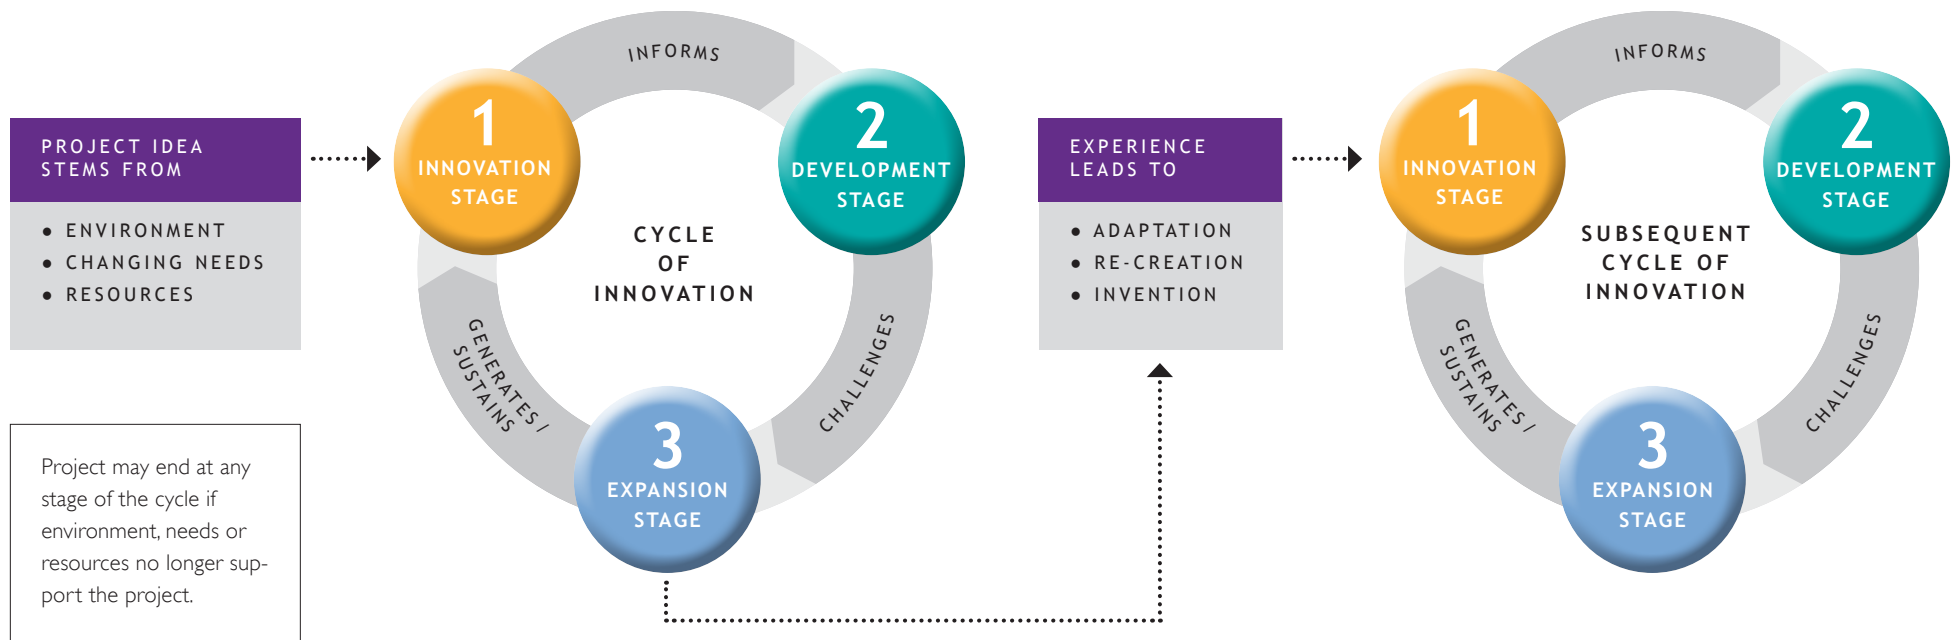 PROJECT IDEA
STEMS FROM
• ENVIRONMENT
• CHANGING NEEDS
• RESOURCES
Project may end at any
stage of the cycle if
environment, needs or
resources no longer sup-
port the project.
1
INNOVATION
STAGE
INFORMS
2
DEVELOPMENT
STAGE
CHALLENGES
3
EXPANSION
STAGE
GENERATES /
SUSTAINS
CYCLE
OF
INNOVATION
EXPERIENCE
LEADS TO
• ADAPTATION
• RE-CREATION
• INVENTION
1
INNOVATION
STAGE
INFORMS
2
DEVELOPMENT
STAGE
CHALLENGES
3
EXPANSION
STAGE
GENERATES /
SUSTAINS
SUBSEQUENT
CYCLE OF
INNOVATION